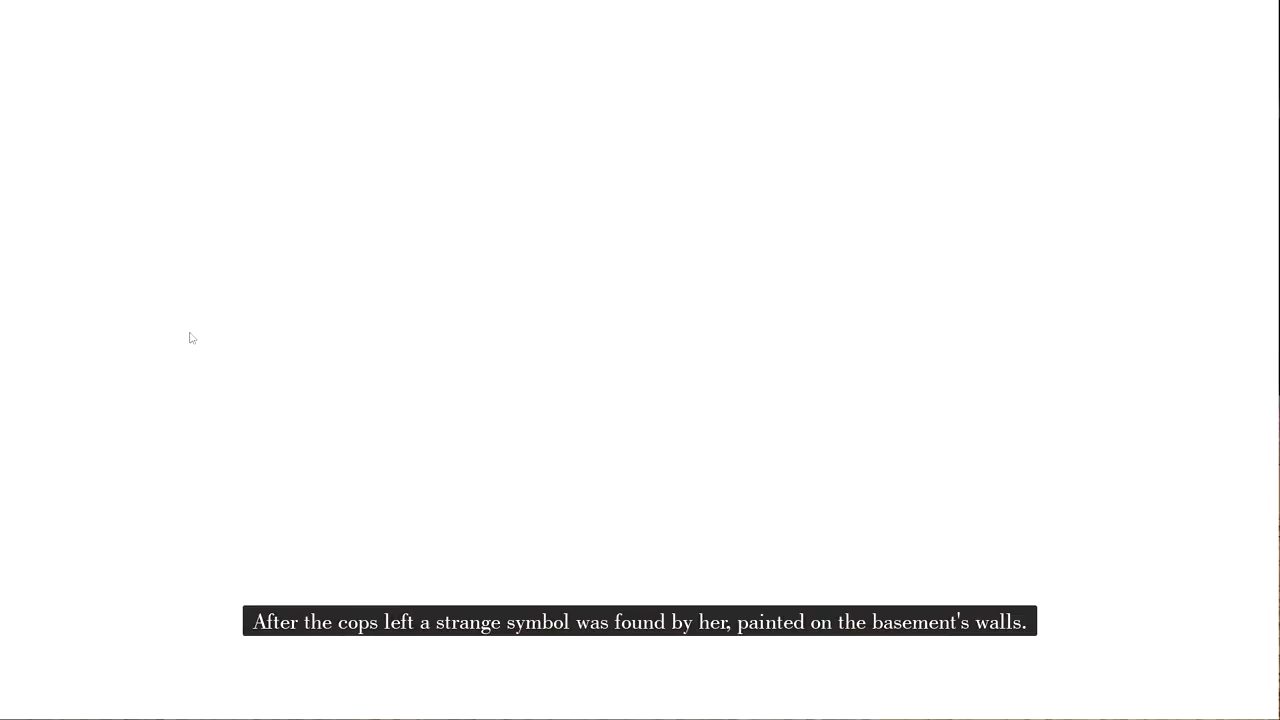 After the cops left a strange symbol was found by her, painted on the basement's walls.